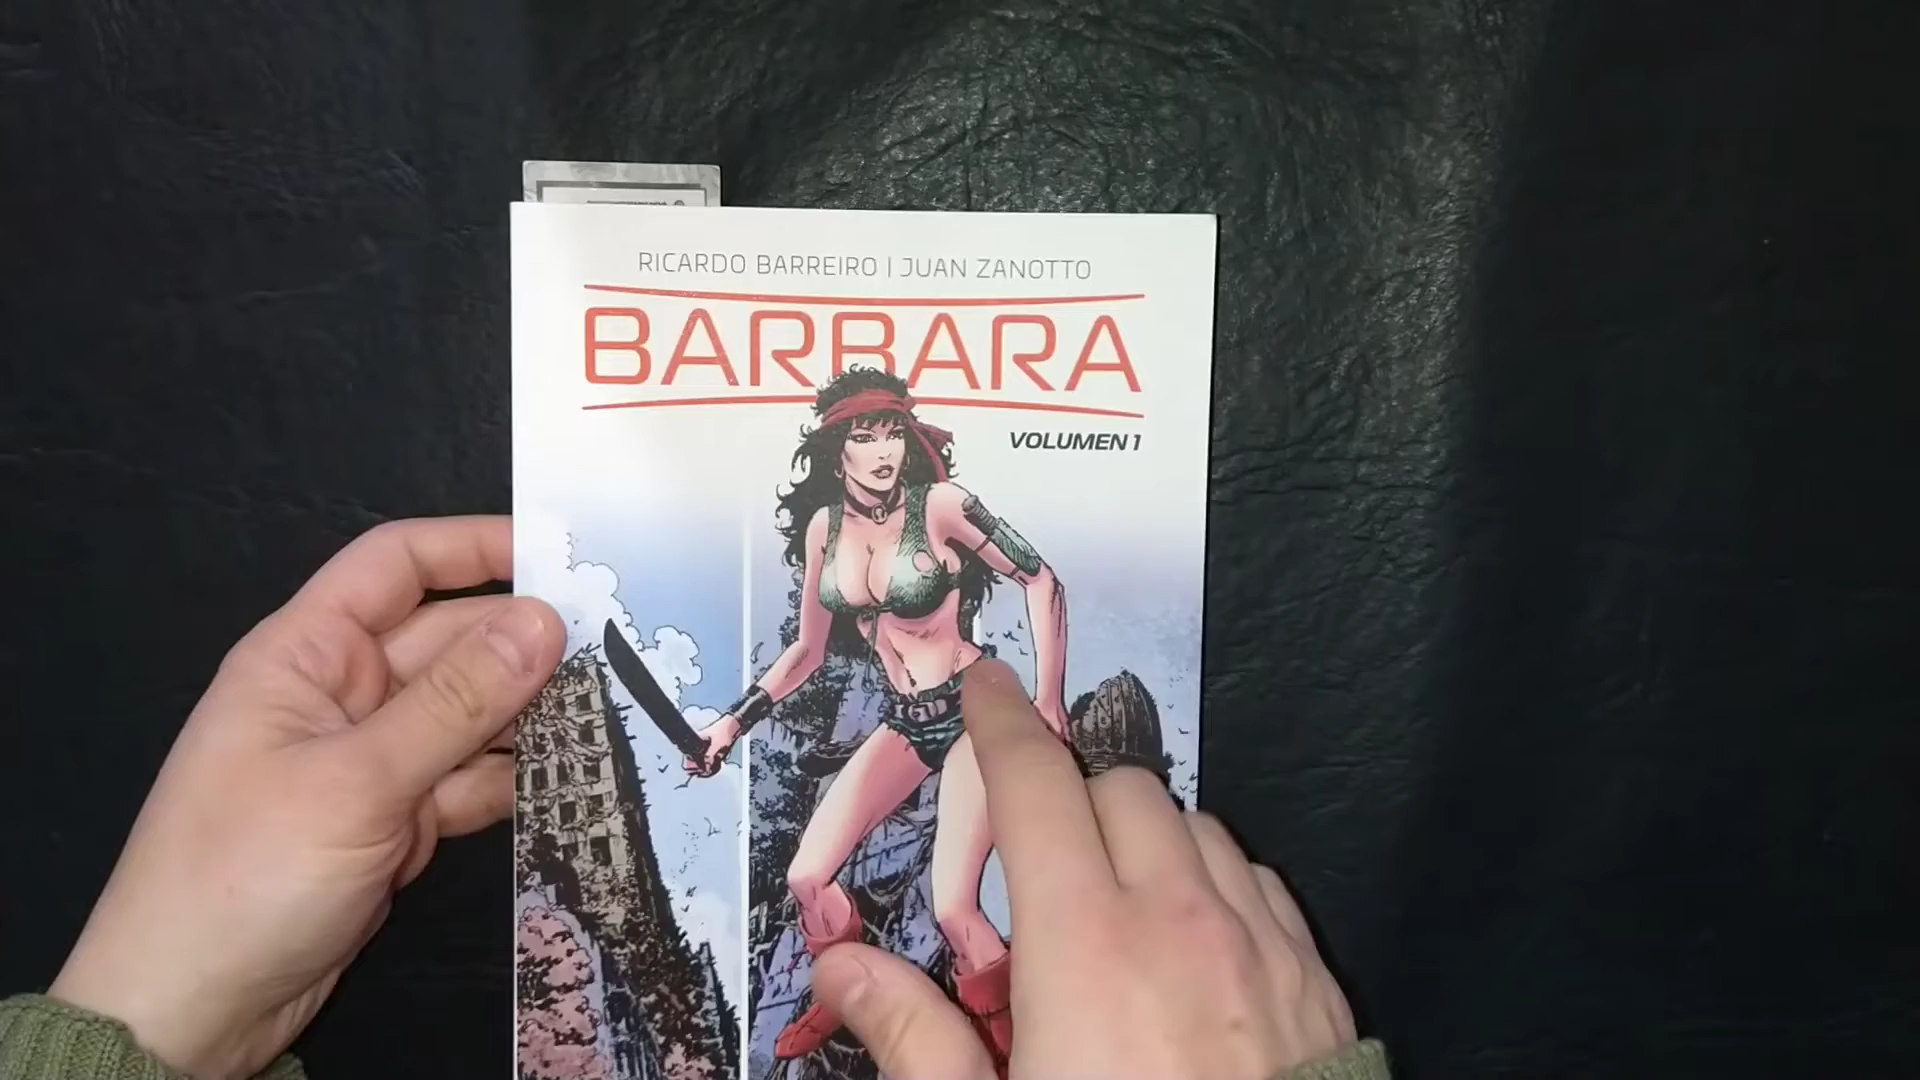 RICARDO BARREIRO | JUAN ZANOTTO
BARBARA
VOLUMEN 1